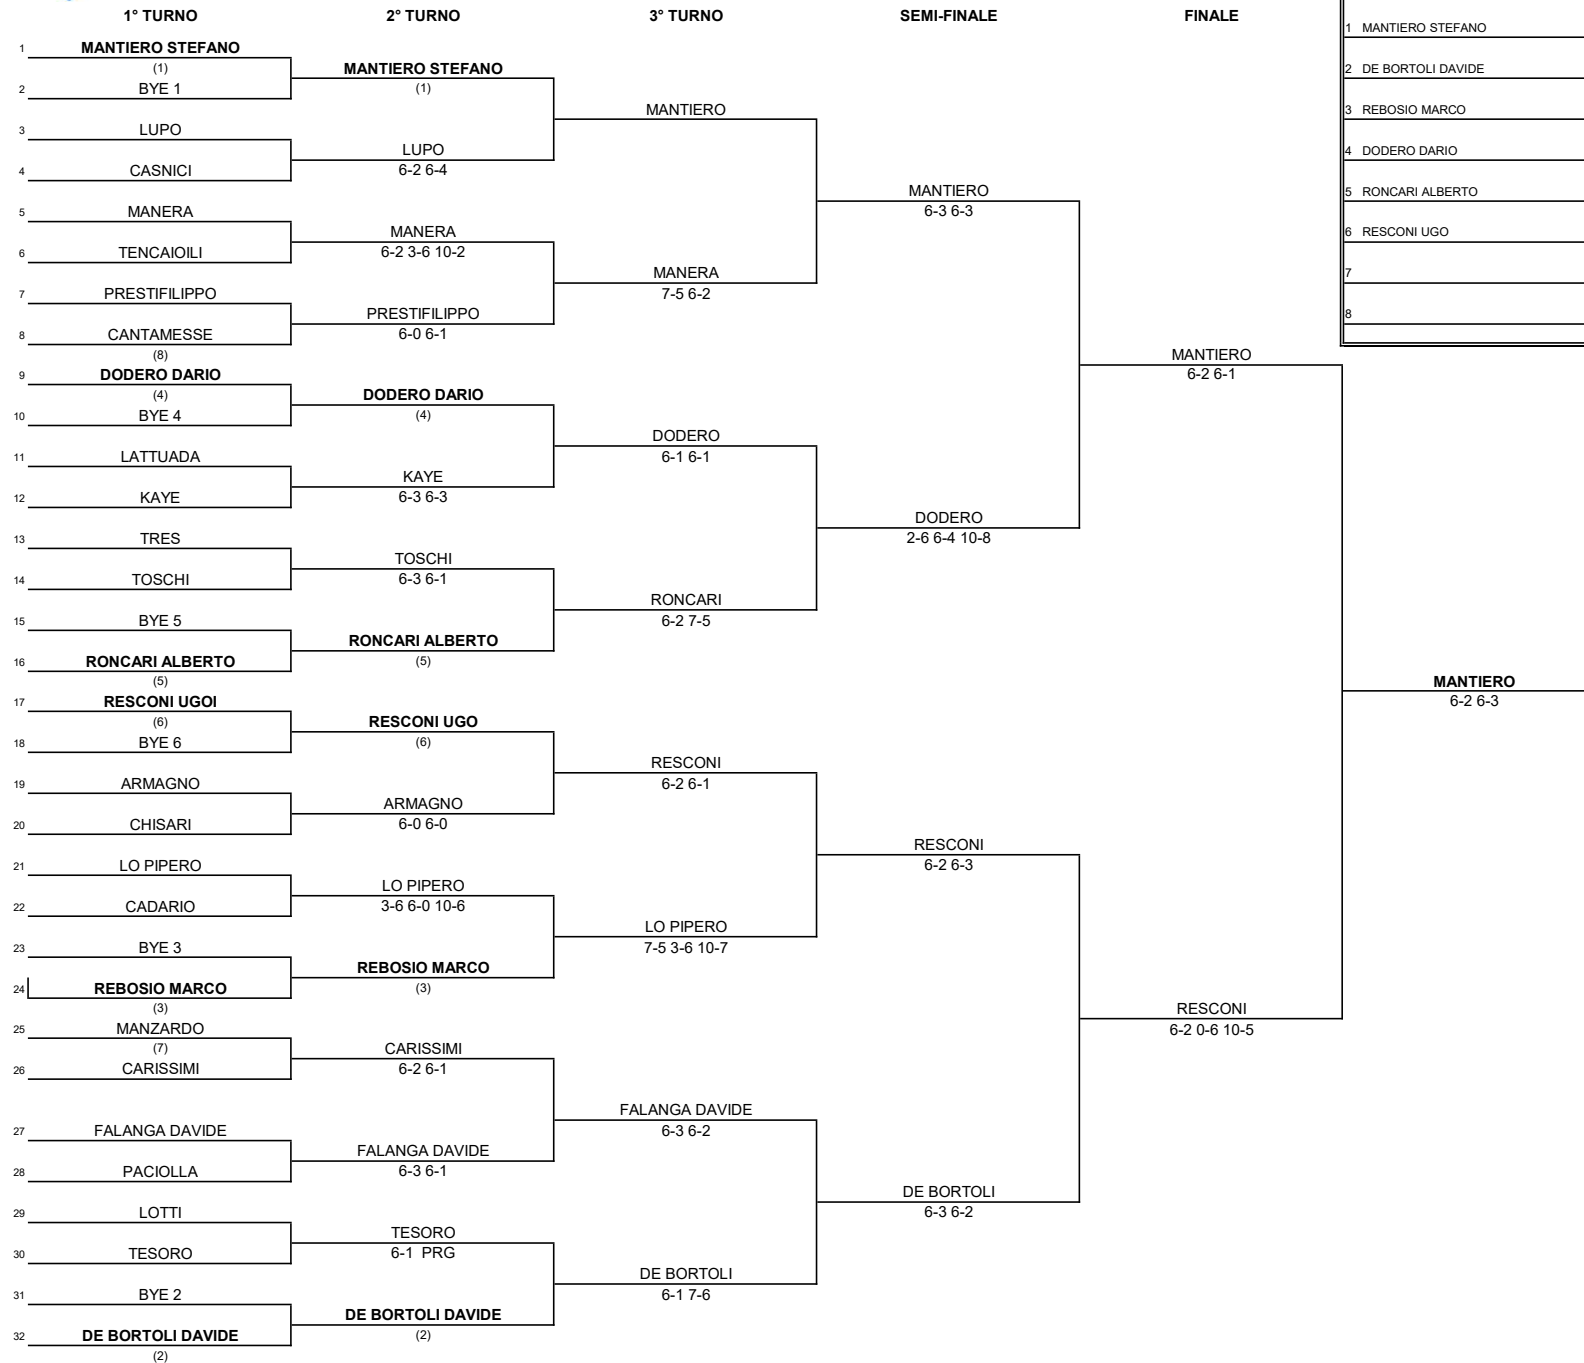 1° TURNO 2° TURNO 3° TURNO SEMI-FINALE FINALE
1 MANTIERO STEFANO
(1)
2 BYE 1
3 LUPO
4 CASNICI
5 MANERA
6 TENCAIOILI
7 PRESTIFILIPPO
8 CANTAMESSE
(8)
9 DODERO DARIO
(4)
10 BYE 4
11 LATTUADA
12 KAYE
13 TRES
14 TOSCHI
15 BYE 5
16 RONCARI ALBERTO
(5)
17 RESCONI UGOI
(6)
18 BYE 6
19 ARMAGNO
20 CHISARI
21 LO PIPERO
22 CADARIO
23 BYE 3
24 REBOSIO MARCO
(3)
25 MANZARDO
(7)
26 CARISSIMI
27 FALANGA DAVIDE
28 PACIOLLA
29 LOTTI
30 TESORO
31 BYE 2
32 DE BORTOLI DAVIDE
(2)
MANTIERO STEFANO
(1)
LUPO
6-2 6-4
MANERA
6-2 3-6 10-2
PRESTIFILIPPO
6-0 6-1
DODERO DARIO
(4)
KAYE
6-3 6-3
TOSCHI
6-3 6-1
RONCARI ALBERTO
(5)
RESCONI UGO
(6)
ARMAGNO
6-0 6-0
LO PIPERO
3-6 6-0 10-6
REBOSIO MARCO
(3)
CARISSIMI
6-2 6-1
FALANGA DAVIDE
6-3 6-1
TESORO
6-1 PRG
DE BORTOLI DAVIDE
(2)
MANTIERO
MANERA
7-5 6-2
DODERO
6-1 6-1
RONCARI
6-2 7-5
RESCONI
6-2 6-1
LO PIPERO
7-5 3-6 10-7
FALANGA DAVIDE
6-3 6-2
DE BORTOLI
6-1 7-6
MANTIERO
6-3 6-3
DODERO
2-6 6-4 10-8
RESCONI
6-2 6-3
DE BORTOLI
6-3 6-2
MANTIERO
6-2 6-1
RESCONI
6-2 0-6 10-5
MANTIERO
6-2 6-3
1 MANTIERO STEFANO
2 DE BORTOLI DAVIDE
3 REBOSIO MARCO
4 DODERO DARIO
5 RONCARI ALBERTO
6 RESCONI UGO
7
8